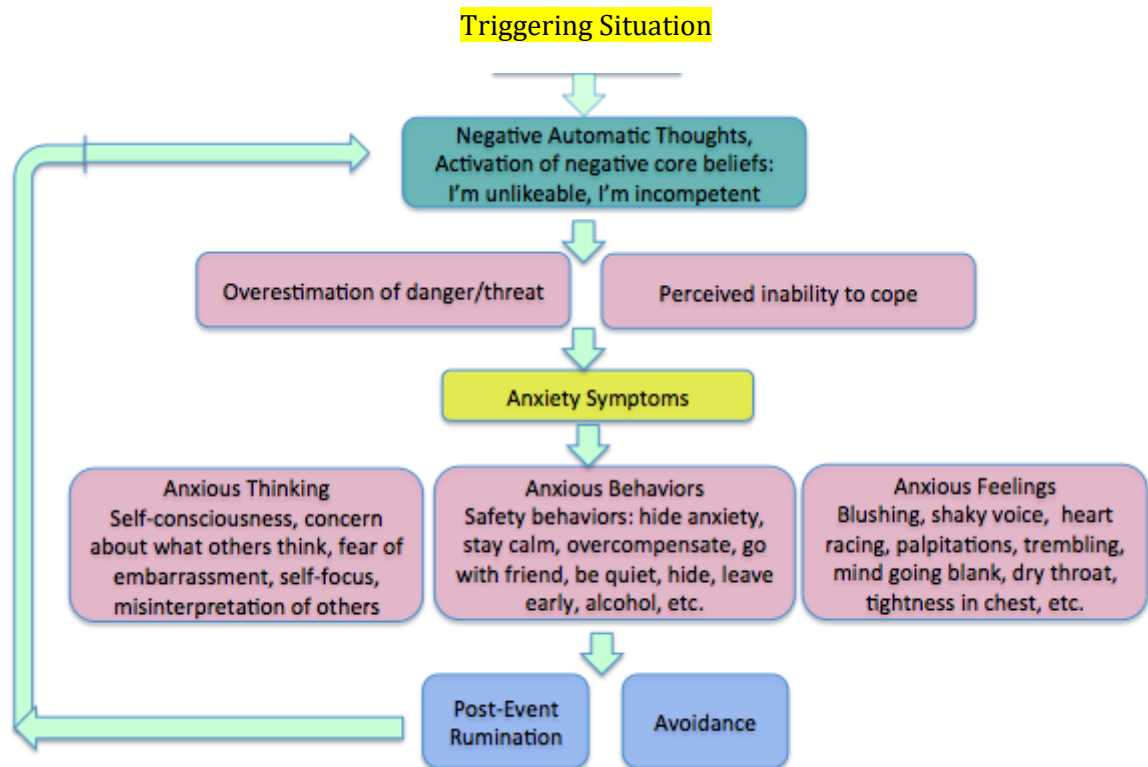 Triggering Situation
Negative Automatic Thoughts,
Activation of negative core beliefs:
I'm unlikeable, I'm incompetent
Overestimation of danger/threat
Perceived inability to cope
Anxiety Symptoms
Anxious Thinking
Self-consciousness, concern
about what others think, fear of
embarrassment, self-focus,
misinterpretation of others
Anxious Behaviors
Safety behaviors: hide anxiety,
stay calm, overcompensate, go
with friend, be quiet, hide, leave
early, alcohol, etc.
Anxious Feelings
Blushing, shaky voice,  heart
racing, palpitations, trembling,
mind going blank, dry throat,
tightness in chest, etc.
Post-Event
Rumination
Avoidance